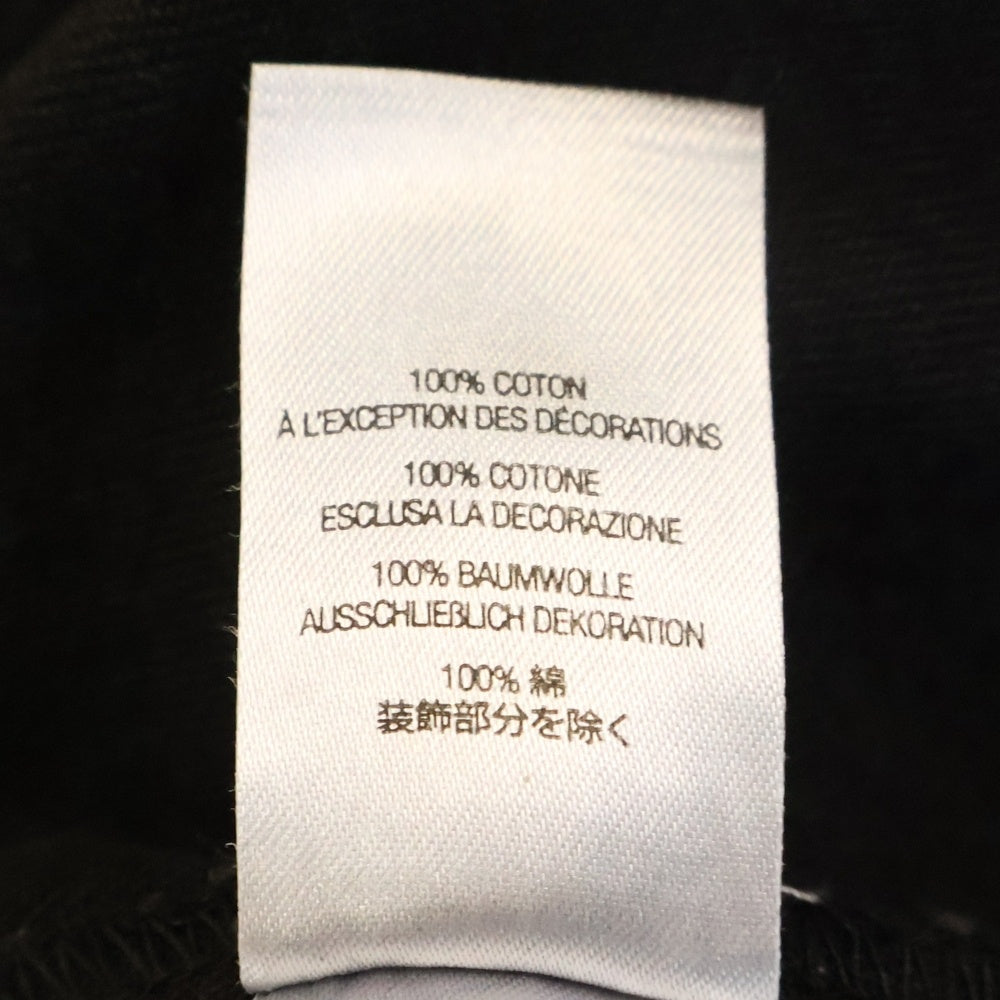 100% COTON
À L'EXCEPTION DES DÉCORATIONS
100% COTONE
ESCLUSA LA DECORAZIONE
100% BAUMWOLLE
AUSSCHLIEßLICH DEKORATION
100% 綿
装飾部分を除く